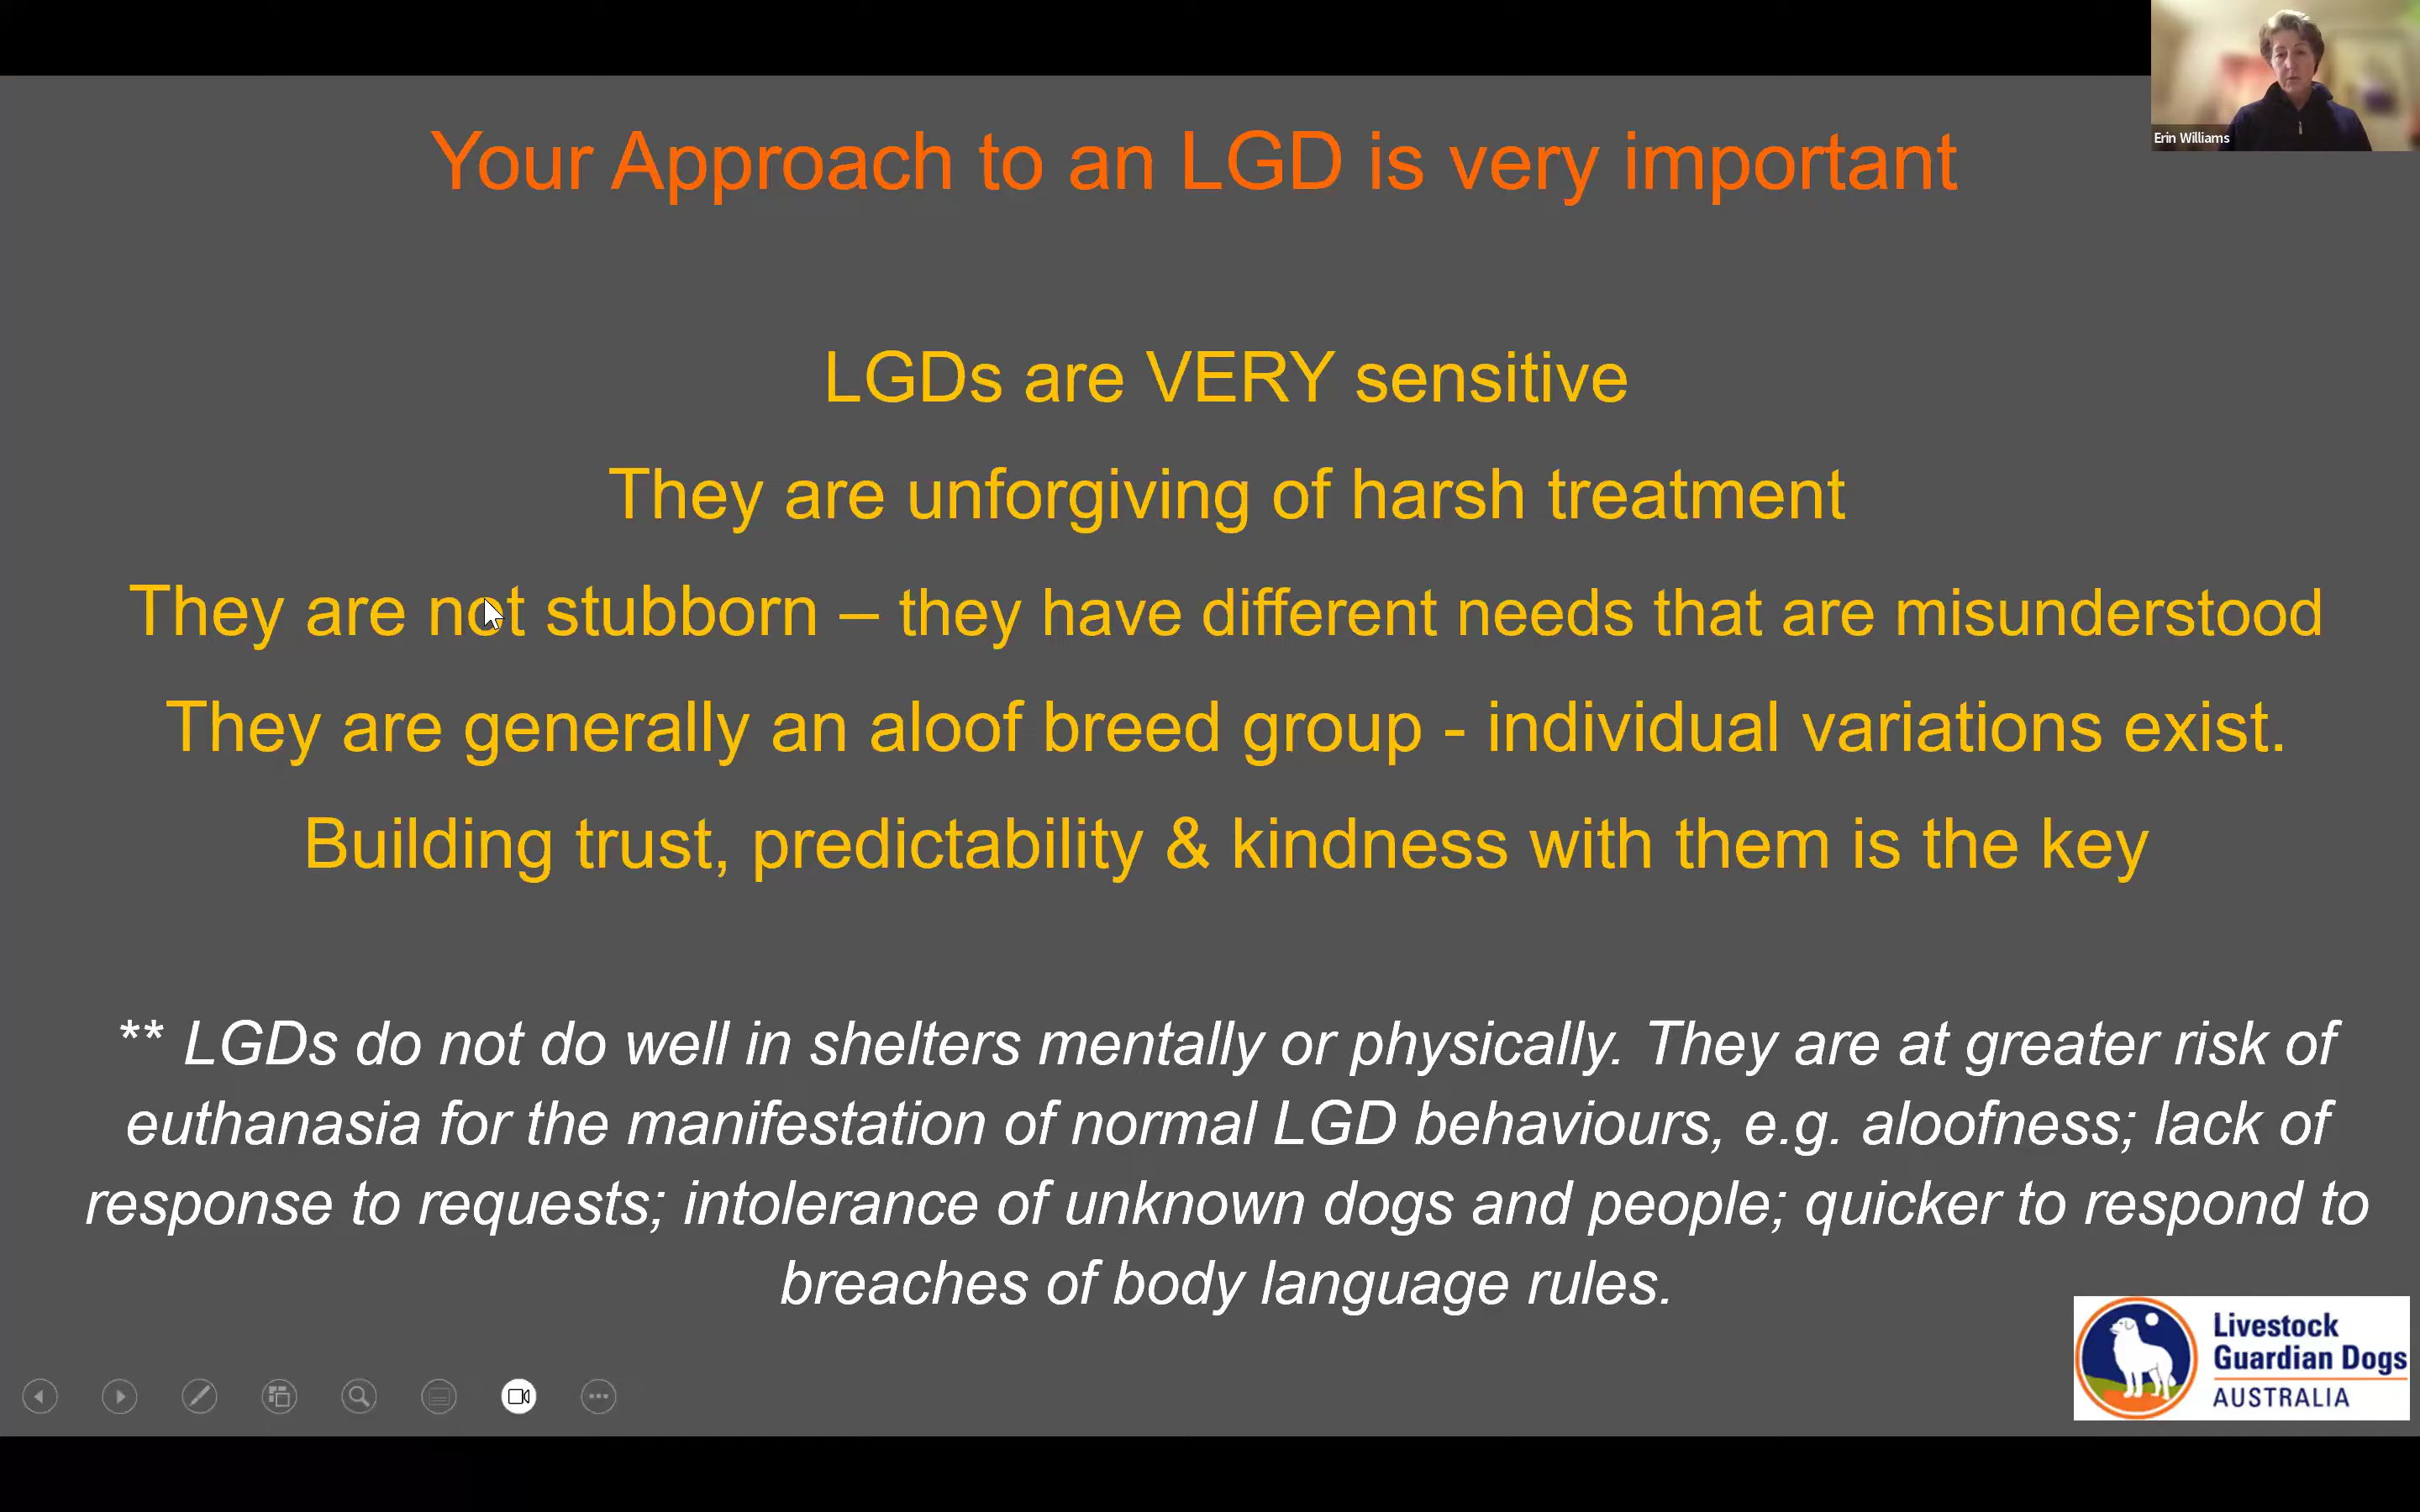 Erin Williams
Your Approach to an LGD is very important
LGDs are VERY sensitive
They are unforgiving of harsh treatment
They are not stubborn – they have different needs that are misunderstood
They are generally an aloof breed group - individual variations exist.
Building trust, predictability & kindness with them is the key
** LGDs do not do well in shelters mentally or physically. They are at greater risk of
euthanasia for the manifestation of normal LGD behaviours, e.g. aloofness; lack of
response to requests; intolerance of unknown dogs and people; quicker to respond to
breaches of body language rules.
Livestock
Guardian Dogs
AUSTRALIA